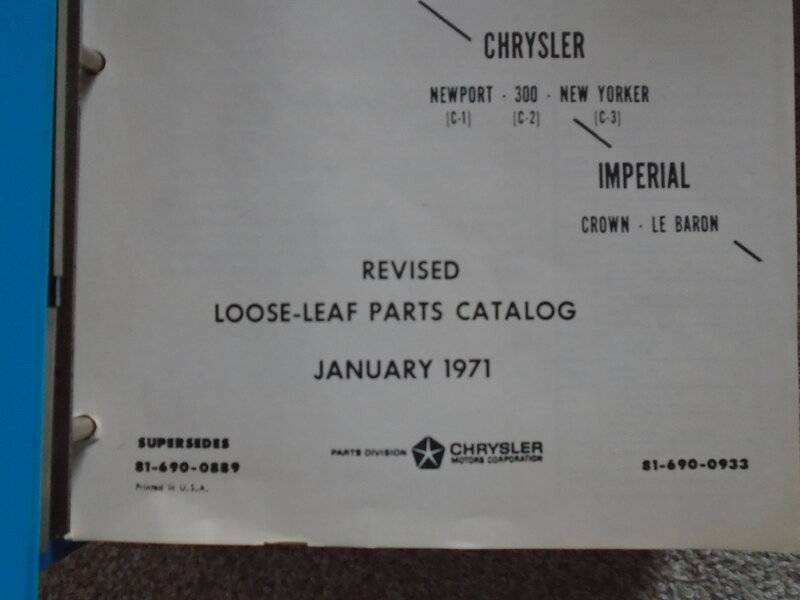 CHRYSLER
NEWPORT - 300 - NEW YORKER
(C-1) (C-2) (C-3)
IMPERIAL
CROWN - LE BARON
REVISED
LOOSE-LEAF PARTS CATALOG
JANUARY 1971
SUPERSEDES
81-690-0889
Printed in U.S.A.
PARTS DIVISION CHRYSLER
MOTORS CORPORATION
81-690-0933